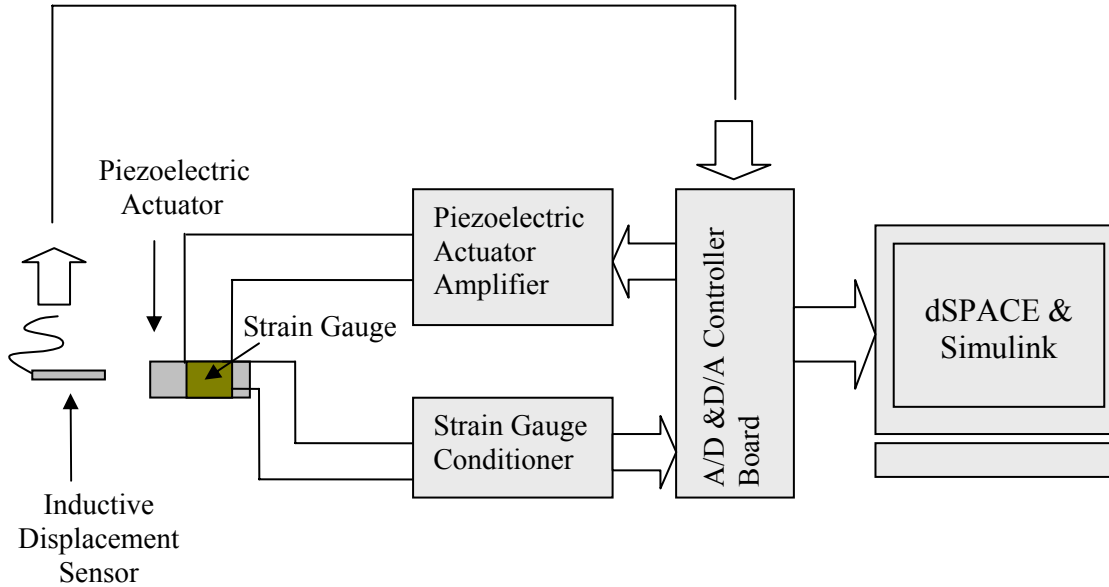 Piezoelectric
Actuator
Piezoelectric
Actuator
Amplifier
Strain Gauge
A/D &D/A Controller
Board
dSPACE &
Simulink
Strain Gauge
Conditioner
Inductive
Displacement
Sensor